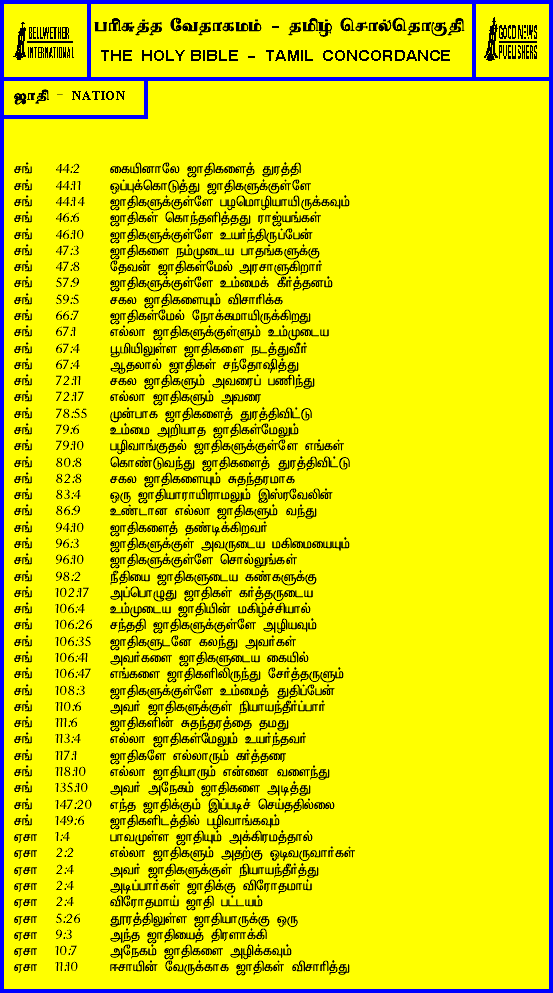 BELLWETHER INTERNATIONAL
பரிசுத்த வேதாகமம் - தமிழ் சொல்தொகுதி
THE HOLY BIBLE - TAMIL CONCORDANCE
GOOD NEWS PUBLISHERS
ஜாதி - NATION
சங் 44:2 கையினாலே ஜாதிகளைத் துரத்தி
சங் 44:11 ஒப்புக்கொடுத்து ஜாதிகளுக்குள்ளே
சங் 44:14 ஜாதிகளுக்குள்ளே பழமொழியாயிருக்கவும்
சங் 46:6 ஜாதிகள் கொந்தளித்தது ராஜ்யங்கள்
சங் 46:10 ஜாதிகளுக்குள்ளே உயர்ந்திருப்பேன்
சங் 47:3 ஜாதிகளை நம்முடைய பாதங்களுக்கு
சங் 47:8 தேவன் ஜாதிகள்மேல் அரசாளுகிறார்
சங் 57:9 ஜாதிகளுக்குள்ளே உம்மைக் கீர்த்தனம்
சங் 59:5 சகல ஜாதிகளையும் விசாரிக்க
சங் 66:7 ஜாதிகள்மேல் நோக்கமாயிருக்கிறது
சங் 67:1 எல்லா ஜாதிகளுக்குள்ளும் உம்முடைய
சங் 67:4 பூமியிலுள்ள ஜாதிகளை நடத்துவீர்
சங் 67:4 ஆதலால் ஜாதிகள் சந்தோஷித்து
சங் 72:11 சகல ஜாதிகளும் அவரைப் பணிந்து
சங் 72:17 எல்லா ஜாதிகளும் அவரை
சங் 78:55 முன்பாக ஜாதிகளைத் துரத்திவிட்டு
சங் 79:6 உம்மை அறியாத ஜாதிகள்மேலும்
சங் 79:10 பழிவாங்குதல் ஜாதிகளுக்குள்ளே எங்கள்
சங் 80:8 கொண்டுவந்து ஜாதிகளைத் துரத்திவிட்டு
சங் 82:8 சகல ஜாதிகளையும் சுதந்தரமாக
சங் 83:4 ஒரு ஜாதியாராயிராமலும் இஸ்ரவேலின்
சங் 86:9 உண்டான எல்லா ஜாதிகளும் வந்து
சங் 94:10 ஜாதிகளைத் தண்டிக்கிறவர்
சங் 96:3 ஜாதிகளுக்குள் அவருடைய மகிமையையும்
சங் 96:10 ஜாதிகளுக்குள்ளே சொல்லுங்கள்
சங் 98:2 நீதியை ஜாதிகளுடைய கண்களுக்கு
சங் 102:17 அப்பொழுது ஜாதிகள் கர்த்தருடைய
சங் 106:4 உம்முடைய ஜாதியின் மகிழ்ச்சியால்
சங் 106:26 சந்ததி ஜாதிகளுக்குள்ளே அழியவும்
சங் 106:35 ஜாதிகளுடனே கலந்து அவர்கள்
சங் 106:41 அவர்களை ஜாதிகளுடைய கையில்
சங் 106:47 எங்களை ஜாதிகளிலிருந்து சேர்த்தருளும்
சங் 108:3 ஜாதிகளுக்குள்ளே உம்மைத் துதிப்பேன்
சங் 110:6 அவர் ஜாதிகளுக்குள் நியாயந்தீர்ப்பார்
சங் 111:6 ஜாதிகளின் சுதந்தரத்தை தமது
சங் 113:4 எல்லா ஜாதிகள்மேலும் உயர்ந்தவர்
சங் 117:1 ஜாதிகளே எல்லாரும் கர்த்தரை
சங் 118:10 எல்லா ஜாதியாரும் என்னை வளைந்து
சங் 135:10 அவர் அநேகம் ஜாதிகளை அடித்து
சங் 147:20 எந்த ஜாதிக்கும் இப்படிச் செய்ததில்லை
சங் 149:6 ஜாதிகளிடத்தில் பழிவாங்கவும்
ஏசா 1:4 பாவமுள்ள ஜாதியும் அக்கிரமத்தால்
ஏசா 2:2 எல்லா ஜாதிகளும் அதற்கு ஓடிவருவார்கள்
ஏசா 2:4 அவர் ஜாதிகளுக்குள் நியாயந்தீர்த்து
ஏசா 2:4 அடிப்பார்கள் ஜாதிக்கு விரோதமாய்
ஏசா 2:4 விரோதமாய் ஜாதி பட்டயம்
ஏசா 5:26 தூரத்திலுள்ள ஜாதியாருக்கு ஒரு
ஏசா 9:3 அந்த ஜாதியைத் திரளாக்கி
ஏசா 10:7 அநேகம் ஜாதிகளை அழிக்கவும்
ஏசா 11:10 ஈசாயின் வேருக்காக ஜாதிகள் விசாரித்து